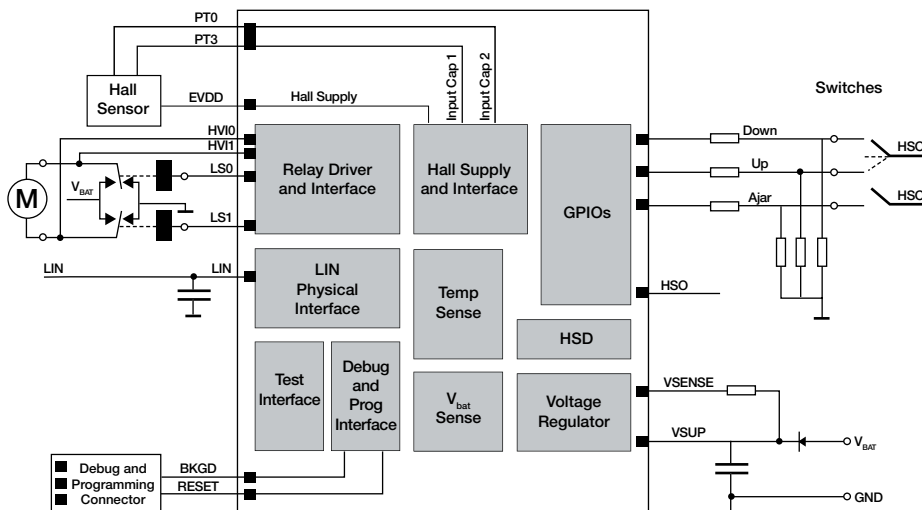 PT0
PT3
Hall
Sensor
EVDD
Hall Supply
Input Cap 1
Input Cap 2
Switches
HVI0
HVI1
LS0
LS1
M
VBAT
Relay Driver
and Interface
Hall Supply
and Interface
GPIOs
Down
Up
Ajar
HSO
HSO
LIN
LIN
LIN
Physical
Interface
Temp
Sense
HSO
HSD
Test
Interface
Debug
and
Prog
Interface
Vbat
Sense
Voltage
Regulator
VSENSE
VSUP
VBAT
GND
Debug and
Programming
Connector
BKGD
RESET